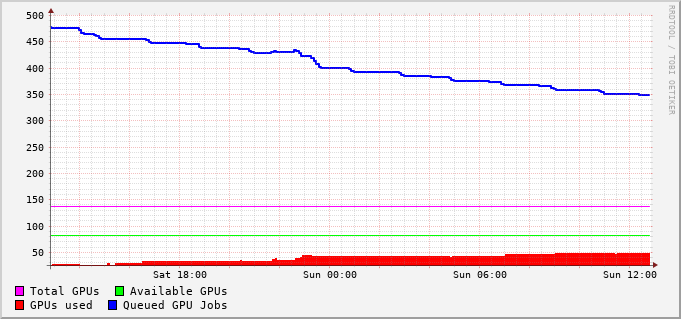 500
450
400
350
300
250
200
150
100
50
Sat 18:00 Sun 00:00 Sun 06:00 Sun 12:00
Total GPUs Available GPUs
GPUs used Queued GPU Jobs
RRDTOOL / TOBI OETIKER